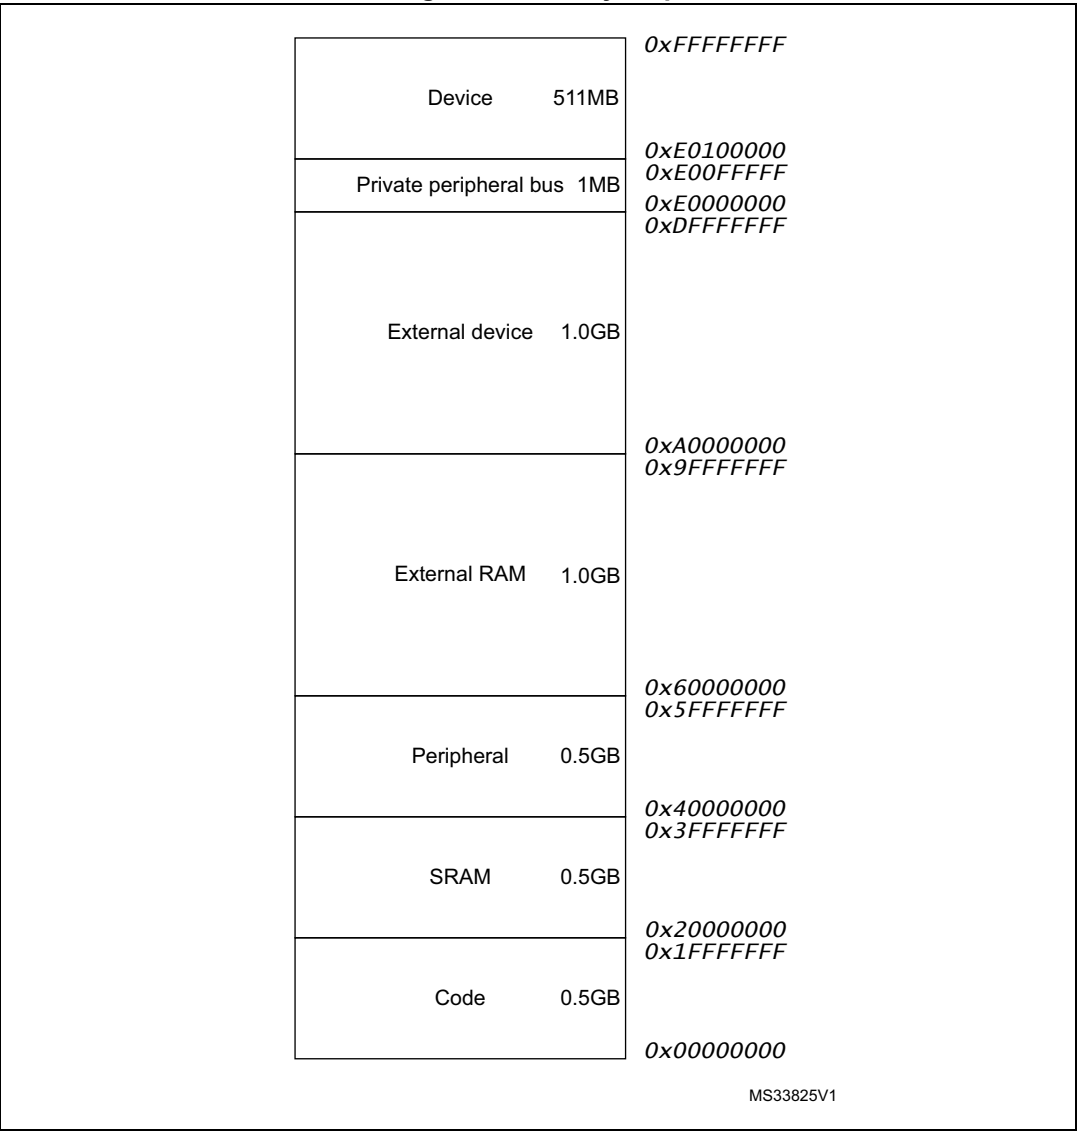 0xFFFFFFFF
Device 511MB
0xE0100000
0xE00FFFFF
Private peripheral bus 1MB
0xE0000000
0xDFFFFFFF
External device 1.0GB
0xA0000000
0x9FFFFFFF
External RAM 1.0GB
0x60000000
0x5FFFFFFF
Peripheral 0.5GB
0x40000000
0x3FFFFFFF
SRAM 0.5GB
0x20000000
0x1FFFFFFF
Code 0.5GB
0x00000000
MS33825V1